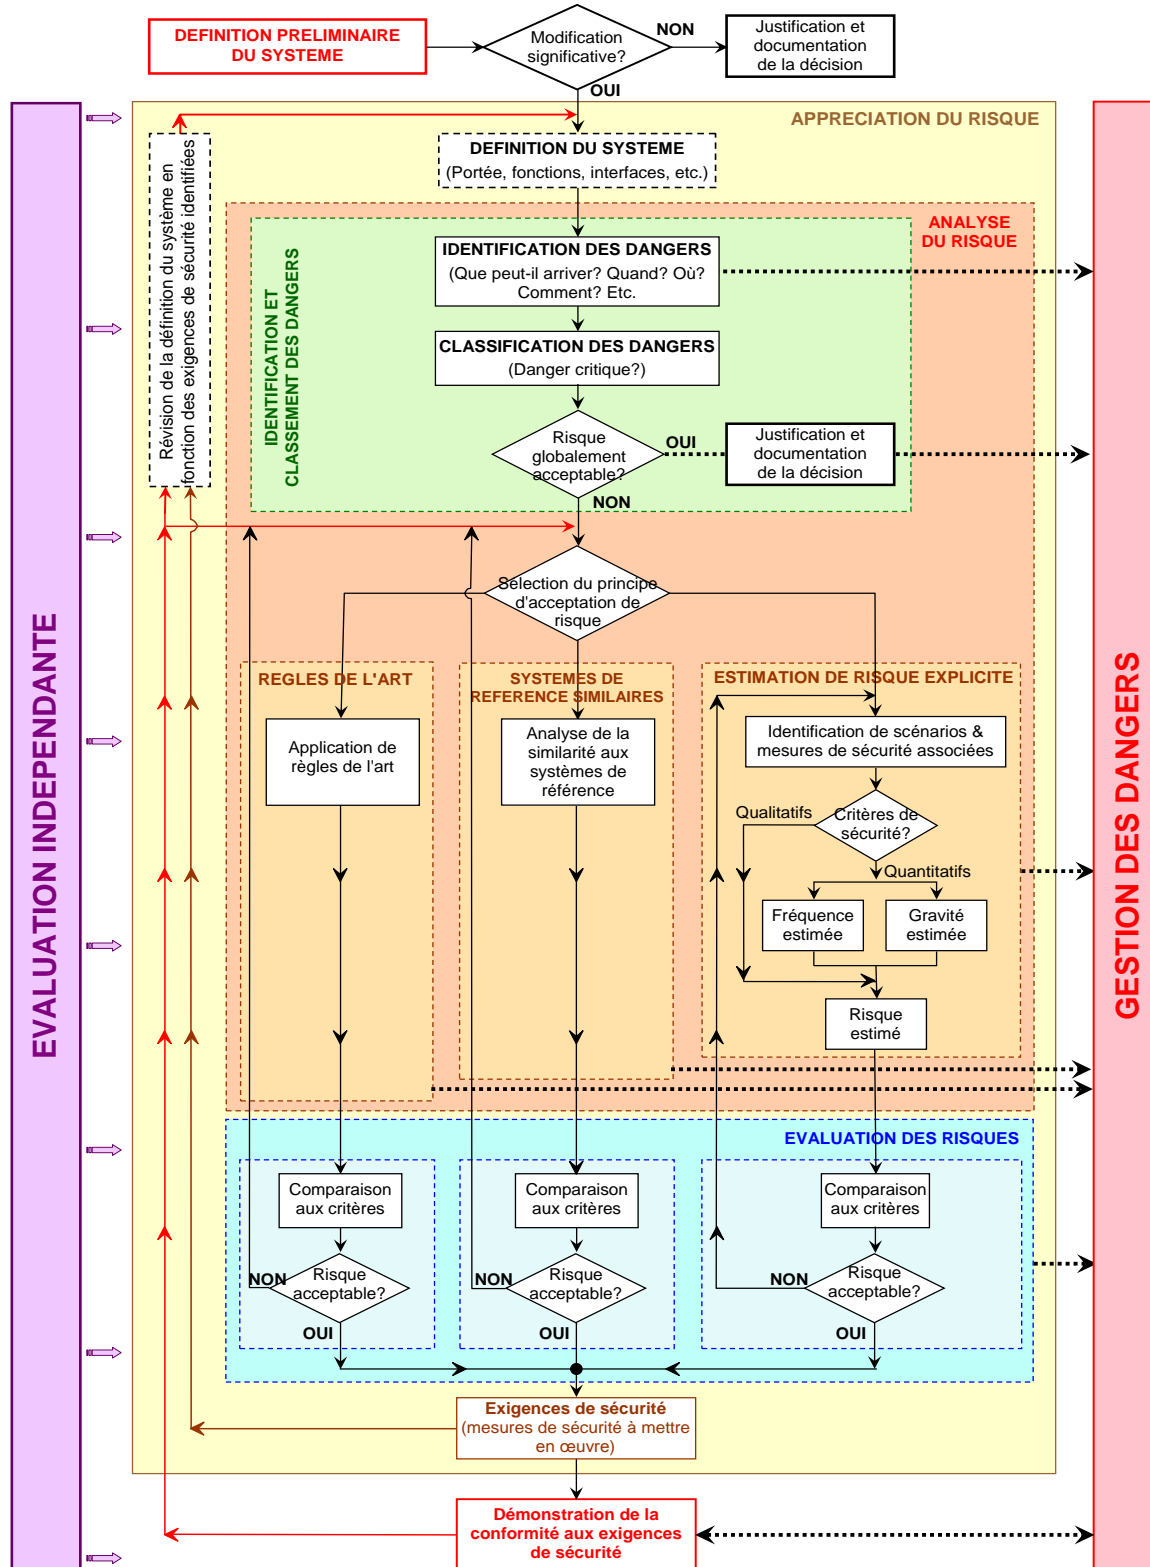 DEFINITION PRELIMINAIRE
DU SYSTEME
Modification
significative?
NON
Justification et
documentation
de la décision
OUI
EVALUATION INDEPENDANTE
GESTION DES DANGERS
APPRECIATION DU RISQUE
Révision de la définition du système en
fonction des exigences de sécurité identifiées
DEFINITION DU SYSTEME
(Portée, fonctions, interfaces, etc.)
ANALYSE
DU RISQUE
IDENTIFICATION ET
CLASSEMENT DES DANGERS
IDENTIFICATION DES DANGERS
(Que peut-il arriver? Quand? Où?
Comment? Etc.
CLASSIFICATION DES DANGERS
(Danger critique?)
Risque
globalement
acceptable?
OUI
Justification et
documentation
de la décision
NON
Sélection du principe
d'acceptation de
risque
REGLES DE L'ART
SYSTEMES DE
REFERENCE SIMILAIRES
ESTIMATION DE RISQUE EXPLICITE
Application de
règles de l'art
Analyse de la
similarité aux
systèmes de
référence
Identification de scénarios &
mesures de sécurité associées
Qualitatifs
Critères de
sécurité?
Quantitatifs
Fréquence
estimée
Gravité
estimée
Risque
estimé
EVALUATION DES RISQUES
Comparaison
aux critères
Comparaison
aux critères
Comparaison
aux critères
NON
Risque
acceptable?
NON
Risque
acceptable?
NON
Risque
acceptable?
OUI
OUI
OUI
Exigences de sécurité
(mesures de sécurité à mettre
en œuvre)
Démonstration de la
conformité aux exigences
de sécurité